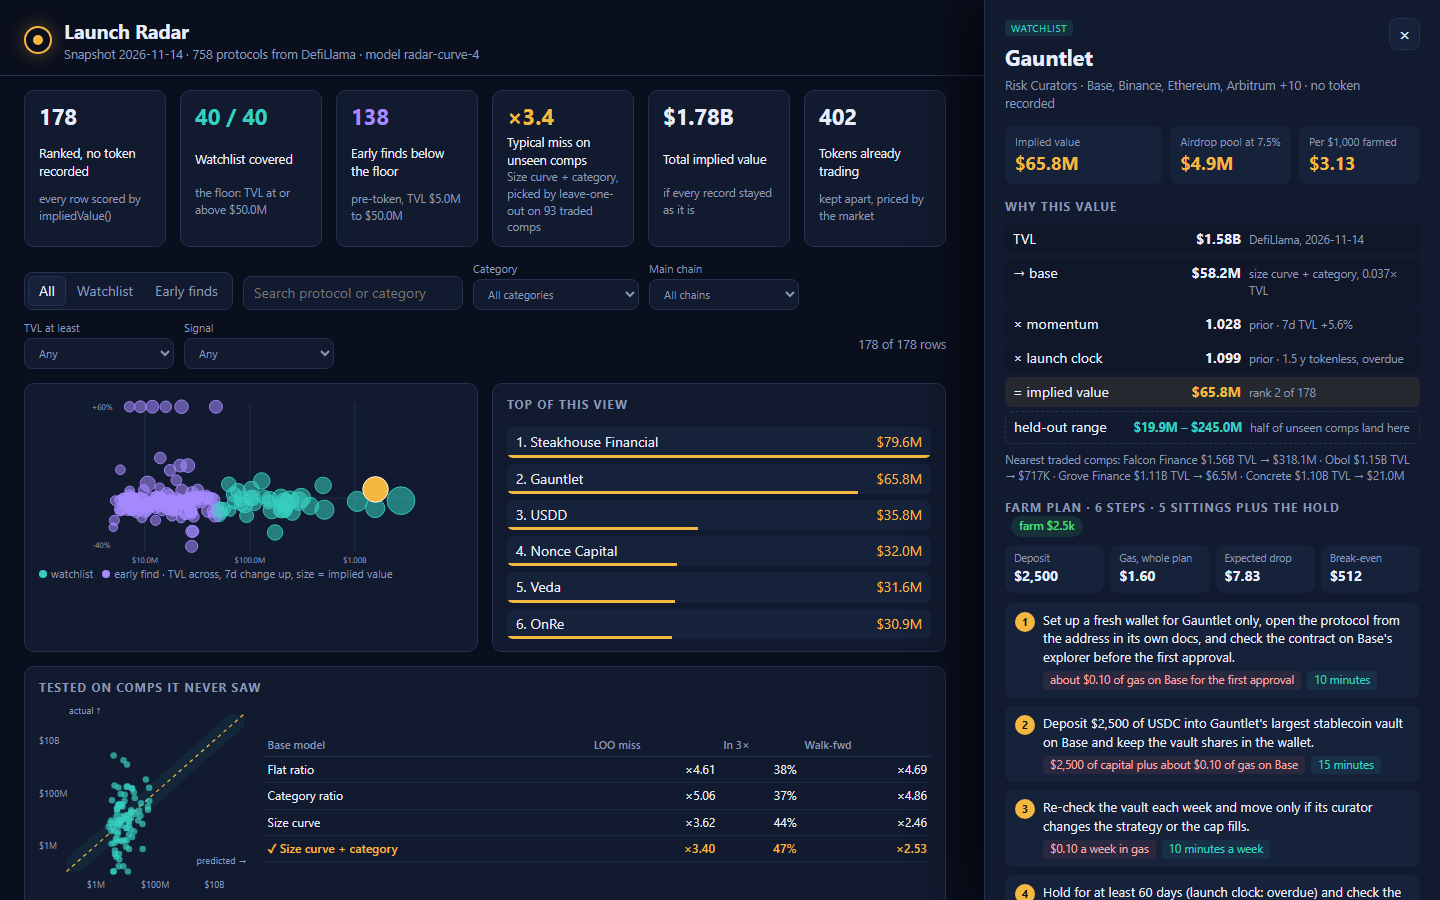 Launch Radar
Snapshot 2026-11-14 · 758 protocols from DefiLlama · model radar-curve-4
178
Ranked, no token
recorded
every row scored by
impliedValue()
40 / 40
Watchlist covered
the floor: TVL at or
above $50.0M
138
Early finds below
the floor
pre-token, TVL $5.0M
to $50.0M
×3.4
Typical miss on
unseen comps
Size curve + category,
picked by leave-one-
out on 93 traded
comps
$1.78B
Total implied value
if every record stayed
as it is
402
Tokens already
trading
kept apart, priced by
the market
All
Watchlist
Early finds
Search protocol or category
Category
All categories
Main chain
All chains
TVL at least
Any
Signal
Any
178 of 178 rows
+60%
-40%
$10.0M
$100.0M
$1.00B
watchlist
early find · TVL across, 7d change up, size = implied value
TOP OF THIS VIEW
1. Steakhouse Financial $79.6M
2. Gauntlet $65.8M
3. USDD $35.8M
4. Nonce Capital $32.0M
5. Veda $31.6M
6. OnRe $30.9M
TESTED ON COMPS IT NEVER SAW
actual ↑
$10B
$100M
$1M
predicted →
$1M
$100M
$10B
Base model LOO miss In 3× Walk-fwd
Flat ratio ×4.61 38% ×4.69
Category ratio ×5.06 37% ×4.86
Size curve ×3.62 44% ×2.46
✓ Size curve + category ×3.40 47% ×2.53
WATCHLIST
×
Gauntlet
Risk Curators · Base, Binance, Ethereum, Arbitrum +10 · no token
recorded
Implied value
$65.8M
Airdrop pool at 7.5%
$4.9M
Per $1,000 farmed
$3.13
WHY THIS VALUE
TVL $1.58B DefiLlama, 2026-11-14
→ base $58.2M size curve + category, 0.037×
TVL
× momentum 1.028 prior · 7d TVL +5.6%
× launch clock 1.099 prior · 1.5 y tokenless, overdue
= implied value $65.8M rank 2 of 178
held-out range $19.9M – $245.0M half of unseen comps land here
Nearest traded comps: Falcon Finance $1.56B TVL → $318.1M · Obol $1.15B TVL
→ $717K · Grove Finance $1.11B TVL → $6.5M · Concrete $1.10B TVL → $21.0M
FARM PLAN · 6 STEPS · 5 SITTINGS PLUS THE HOLD
farm $2.5k
Deposit
$2,500
Gas, whole plan
$1.60
Expected drop
$7.83
Break-even
$512
1
Set up a fresh wallet for Gauntlet only, open the protocol from
the address in its own docs, and check the contract on Base's
explorer before the first approval.
about $0.10 of gas on Base for the first approval
10 minutes
2
Deposit $2,500 of USDC into Gauntlet's largest stablecoin vault
on Base and keep the vault shares in the wallet.
$2,500 of capital plus about $0.10 of gas on Base
15 minutes
3
Re-check the vault each week and move only if its curator
changes the strategy or the cap fills.
$0.10 a week in gas
10 minutes a week
4
Hold for at least 60 days (launch clock: overdue) and check the